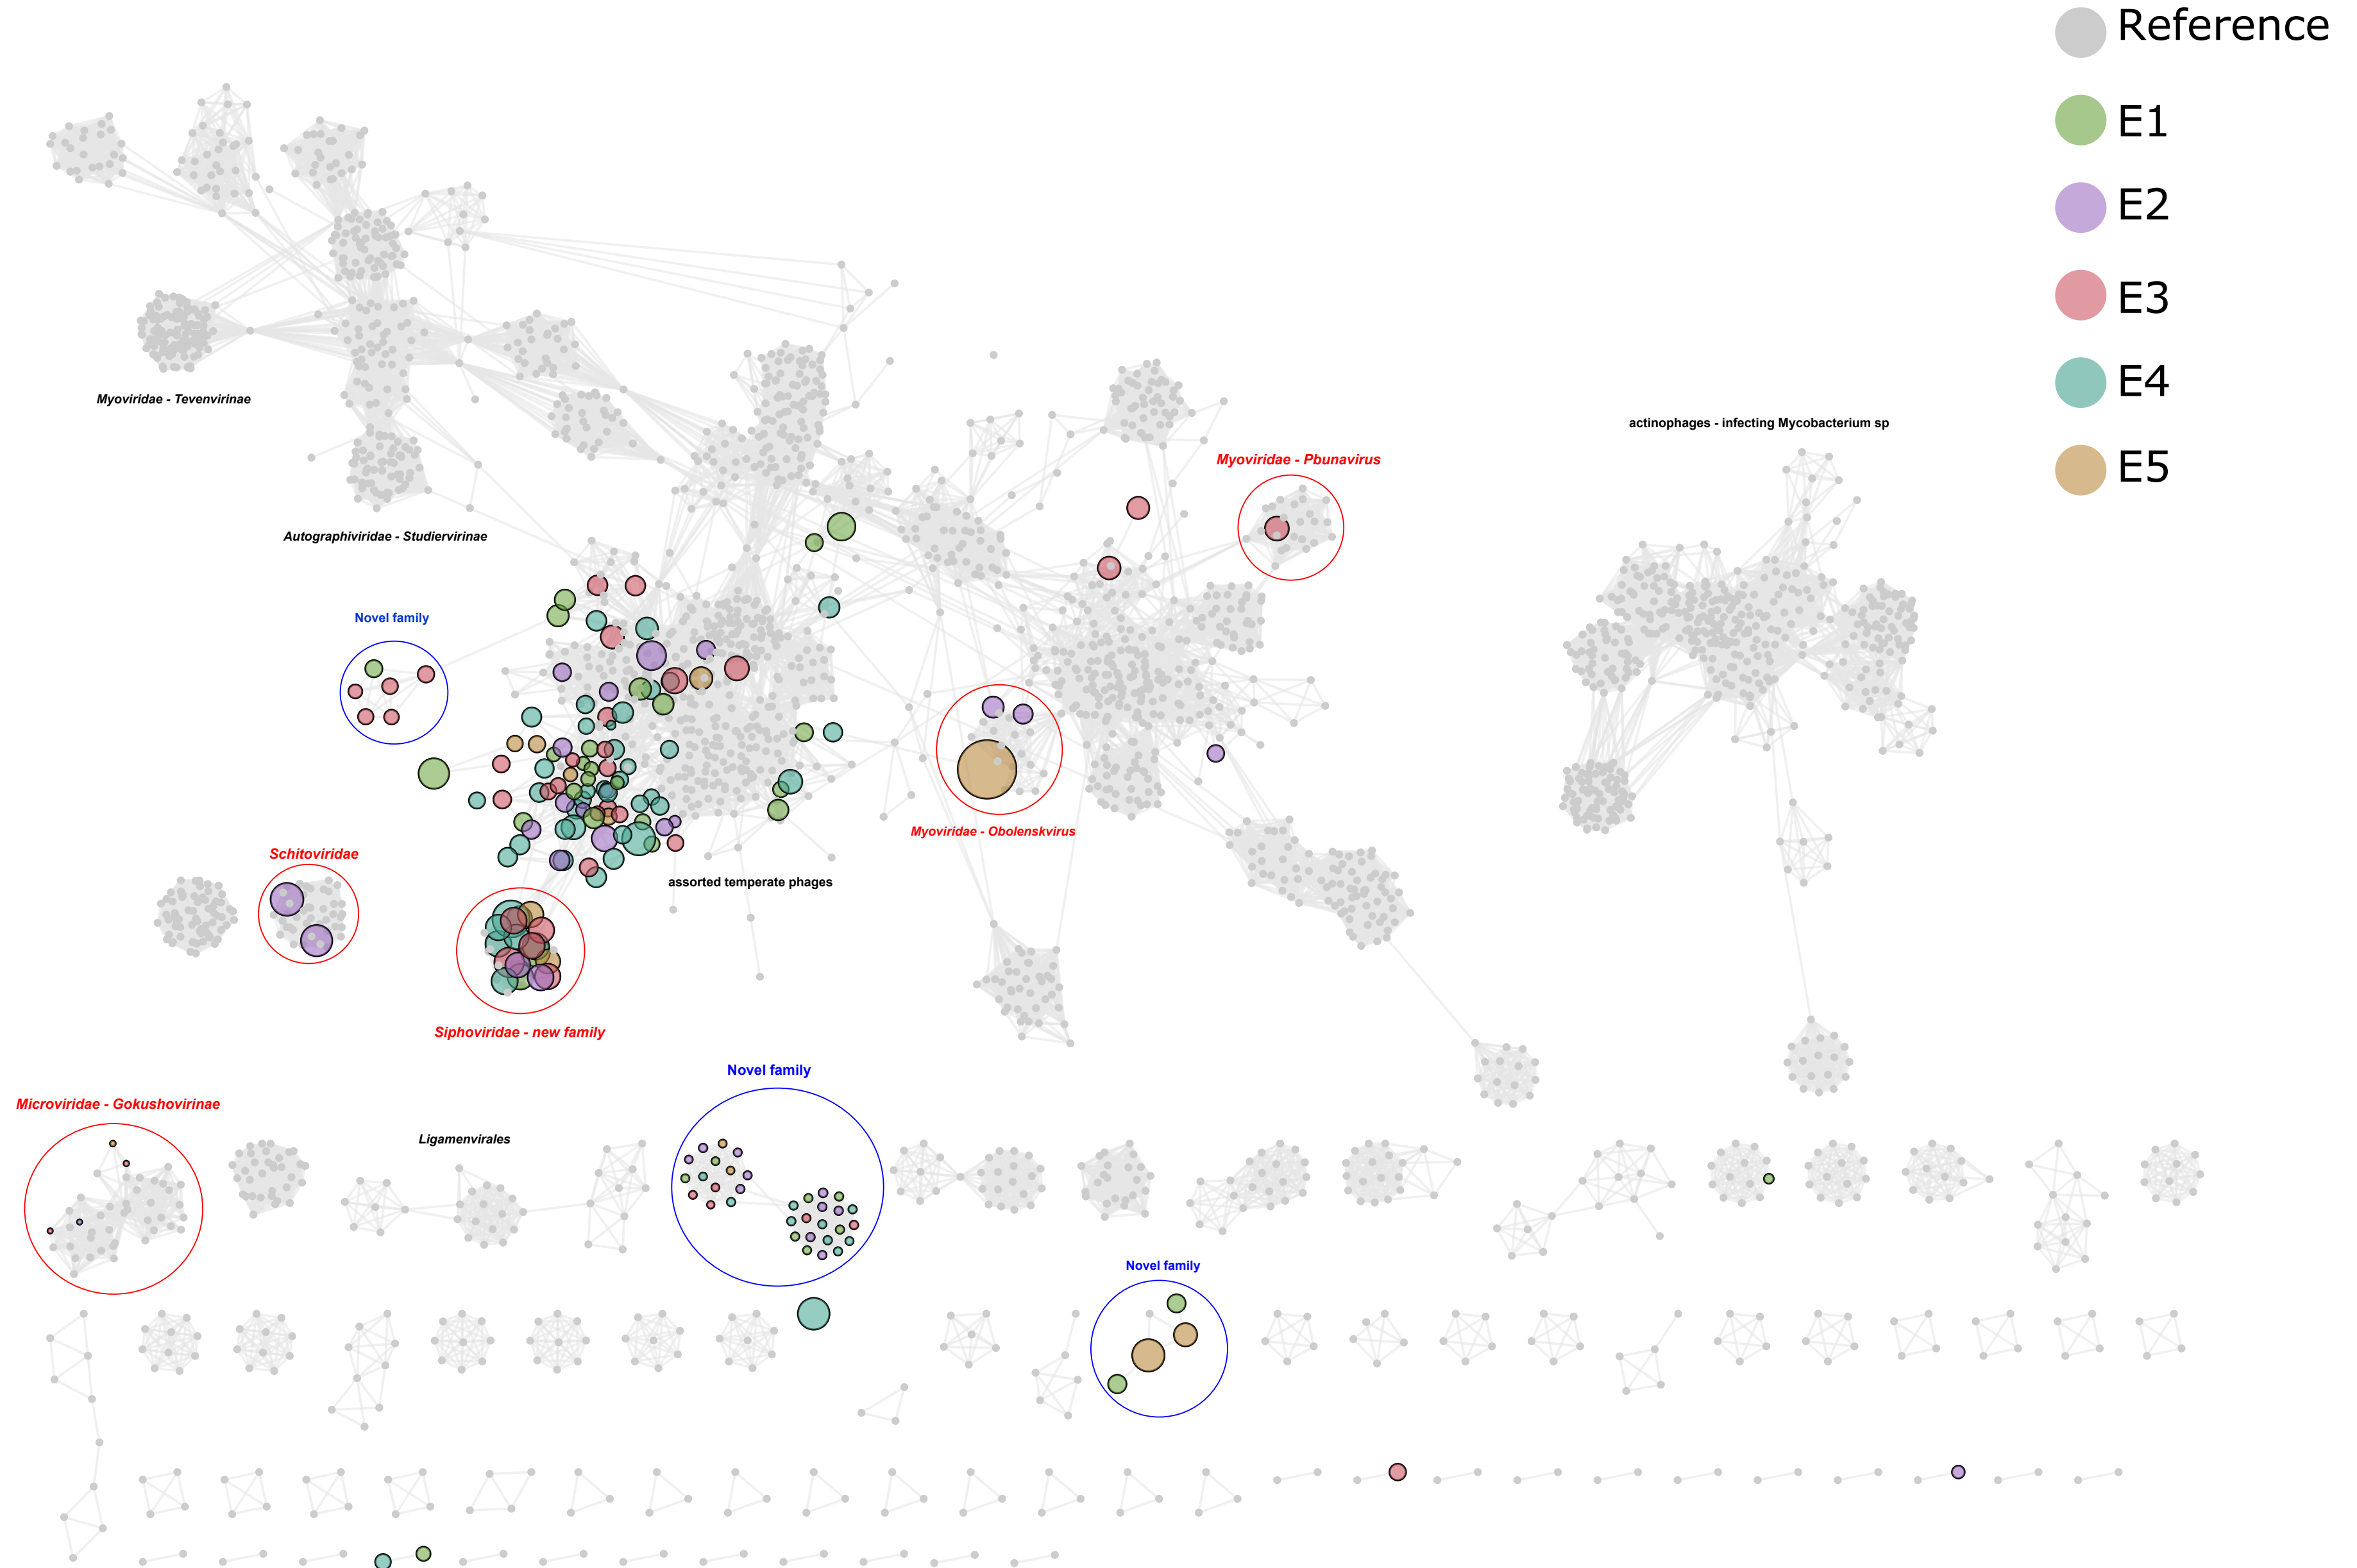 Reference
E1
E2
E3
E4
E5
Myoviridae - Tevenvirinae
actinophages - infecting Mycobacterium sp
Myoviridae - Pbunavirus
Autographiviridae - Studiervirinae
Novel family
Myoviridae - Obolenskvirus
Schitoviridae
assorted temperate phages
Siphoviridae - new family
Novel family
Microviridae - Gokushovirinae
Ligamenvirales
Novel family